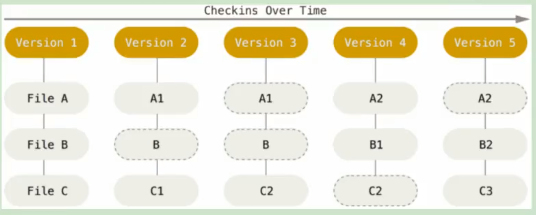 Checkins Over Time
Version 1 Version 2 Version 3 Version 4 Version 5
File A A1 A1 A2 A2
File B B B B1 B2
File C C1 C2 C2 C3